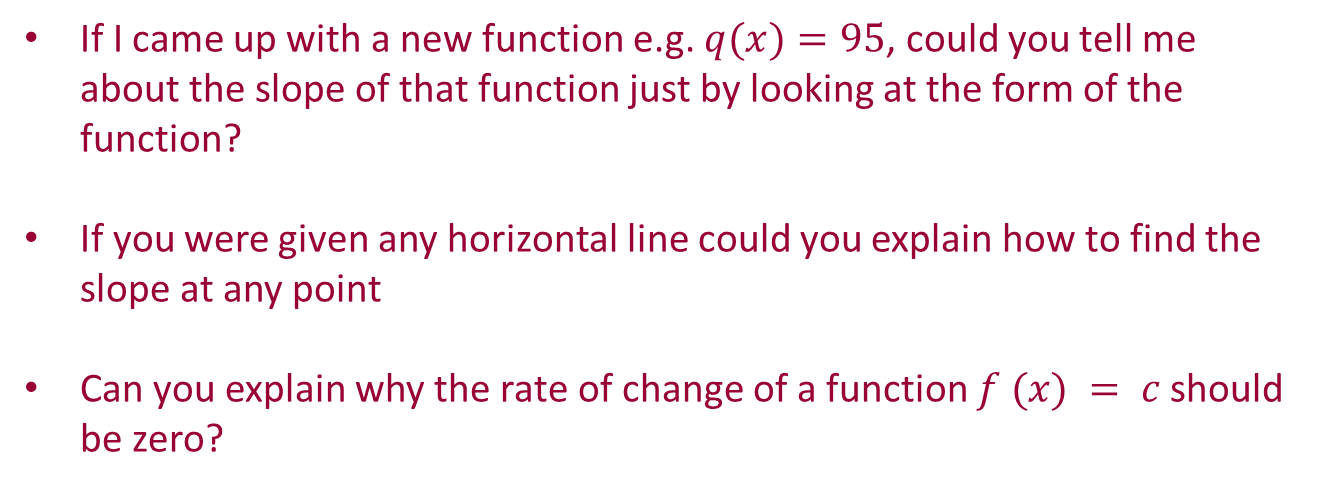 • If I came up with a new function e.g. q(x) = 95, could you tell me
about the slope of that function just by looking at the form of the
function?
• If you were given any horizontal line could you explain how to find the
slope at any point
• Can you explain why the rate of change of a function f (x) = c should
be zero?